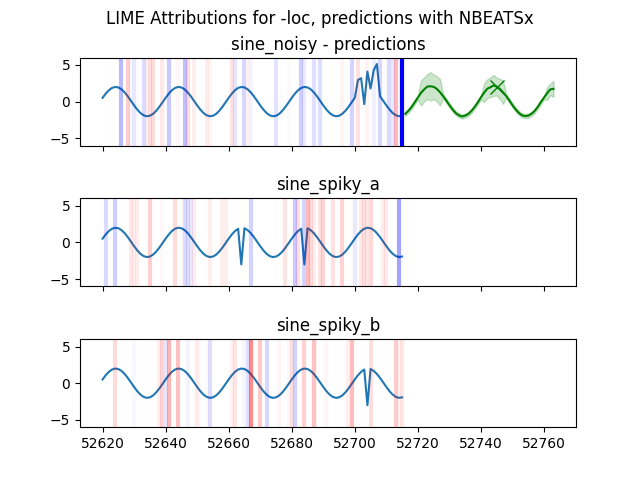 LIME Attributions for -loc, predictions with NBEATSx
sine_noisy - predictions
5
0
−5
sine_spiky_a
5
0
−5
sine_spiky_b
5
0
−5
52620 52640 52660 52680 52700 52720 52740 52760